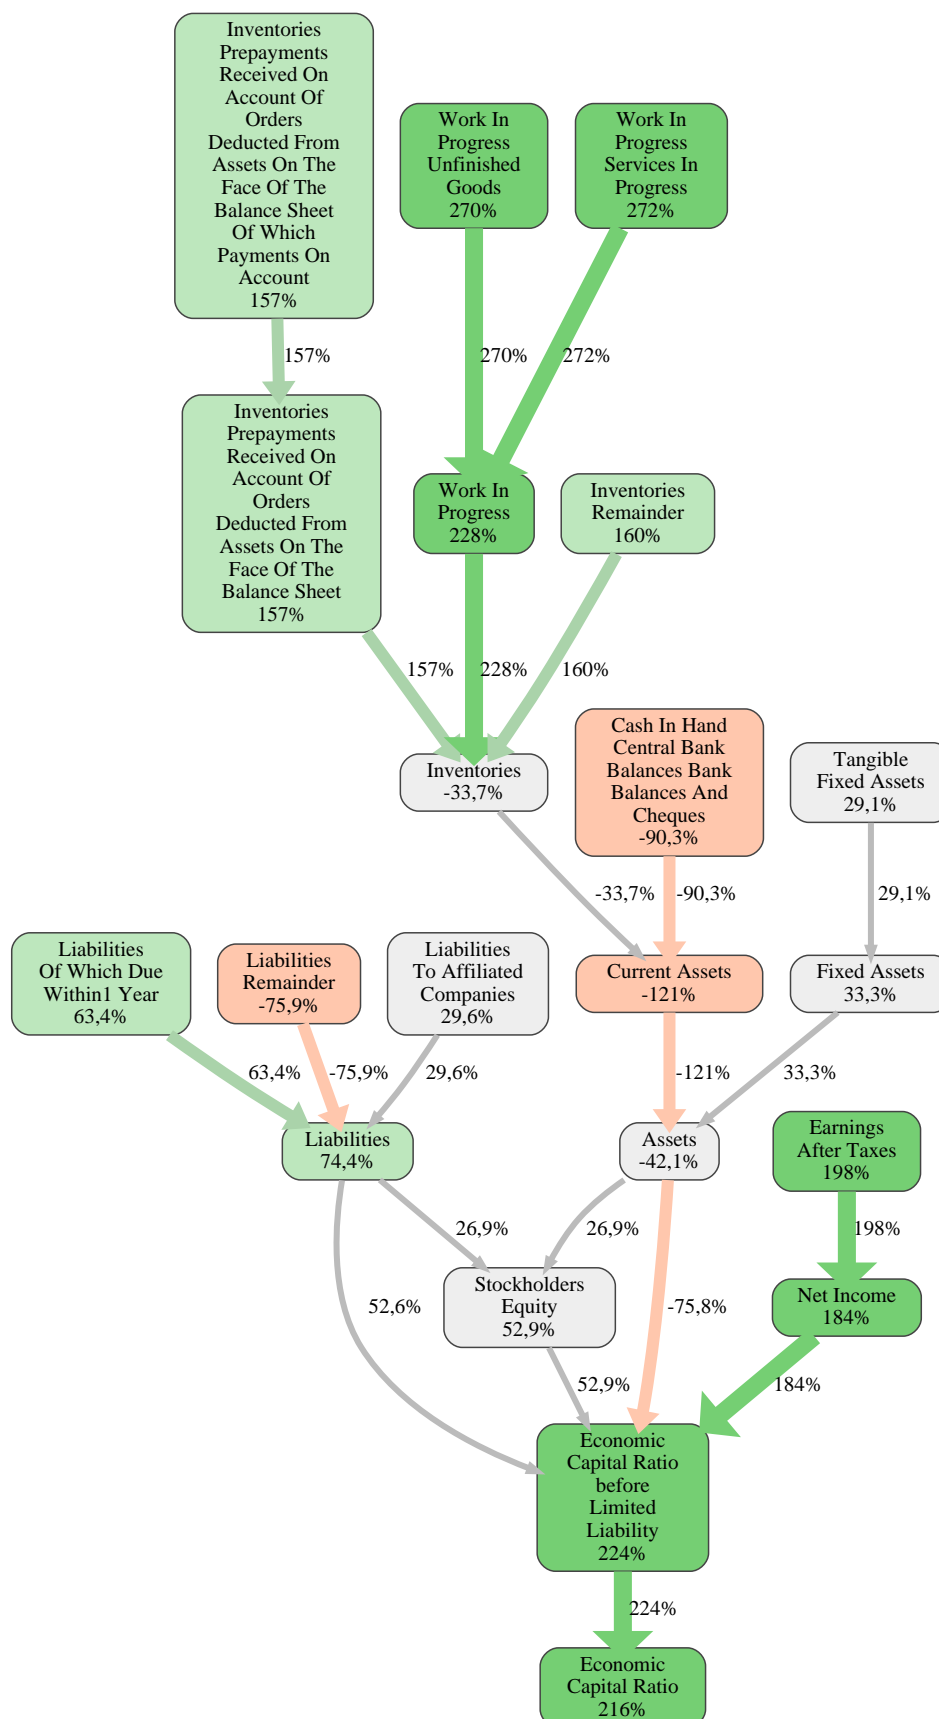 Inventories
Prepayments
Received On
Account Of
Orders
Deducted From
Assets On The
Face Of The
Balance Sheet
Of Which
Payments On
Account
157%
Work In
Progress
Unfinished
Goods
270%
Work In
Progress
Services In
Progress
272%
157%
270%
272%
Inventories
Prepayments
Received On
Account Of
Orders
Deducted From
Assets On The
Face Of The
Balance Sheet
157%
Work In
Progress
228%
Inventories
Remainder
160%
157%
228%
160%
Inventories
-33,7%
Cash In Hand
Central Bank
Balances Bank
Balances And
Cheques
-90,3%
Tangible
Fixed Assets
29,1%
-33,7%
-90,3%
29,1%
Liabilities
Of Which Due
Within1 Year
63,4%
Liabilities
Remainder
-75,9%
Liabilities
To Affiliated
Companies
29,6%
Current Assets
-121%
Fixed Assets
33,3%
63,4%
-75,9%
29,6%
-121%
33,3%
Liabilities
74,4%
Assets
-42,1%
Earnings
After Taxes
198%
26,9%
26,9%
198%
52,6%
Stockholders
Equity
52,9%
-75,8%
Net Income
184%
52,9%
184%
Economic
Capital Ratio
before
Limited
Liability
224%
224%
Economic
Capital Ratio
216%